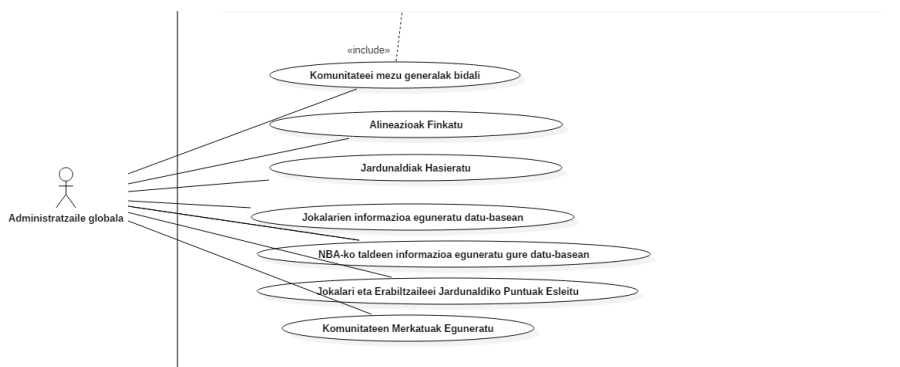 «include»
Komunitateei mezu generalak bidali
Alineazioak Finkatu
Jardunaldiak Hasieratu
Administratzaile globala
Jokalarien informazioa eguneratu datu-basean
NBA-ko taldeen informazioa eguneratu gure datu-basean
Jokalari eta Erabiltzaileei Jardunaldiko Puntuak Esleitu
Komunitateen Merkatuak Eguneratu